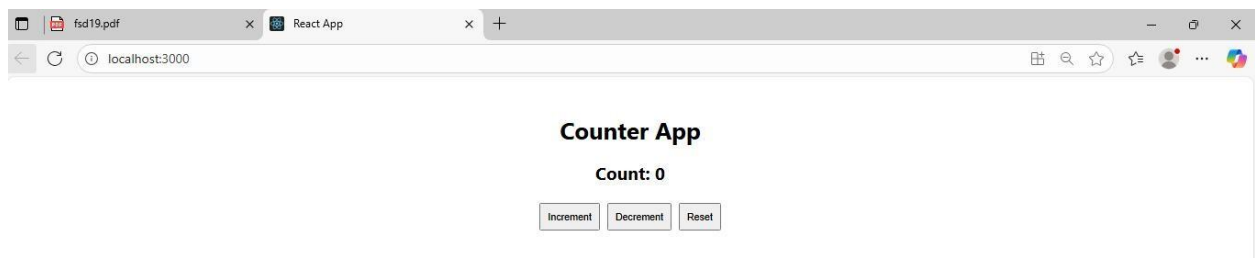 fsd19.pdf React App
localhost:3000
Counter App
Count: 0
Increment Decrement Reset